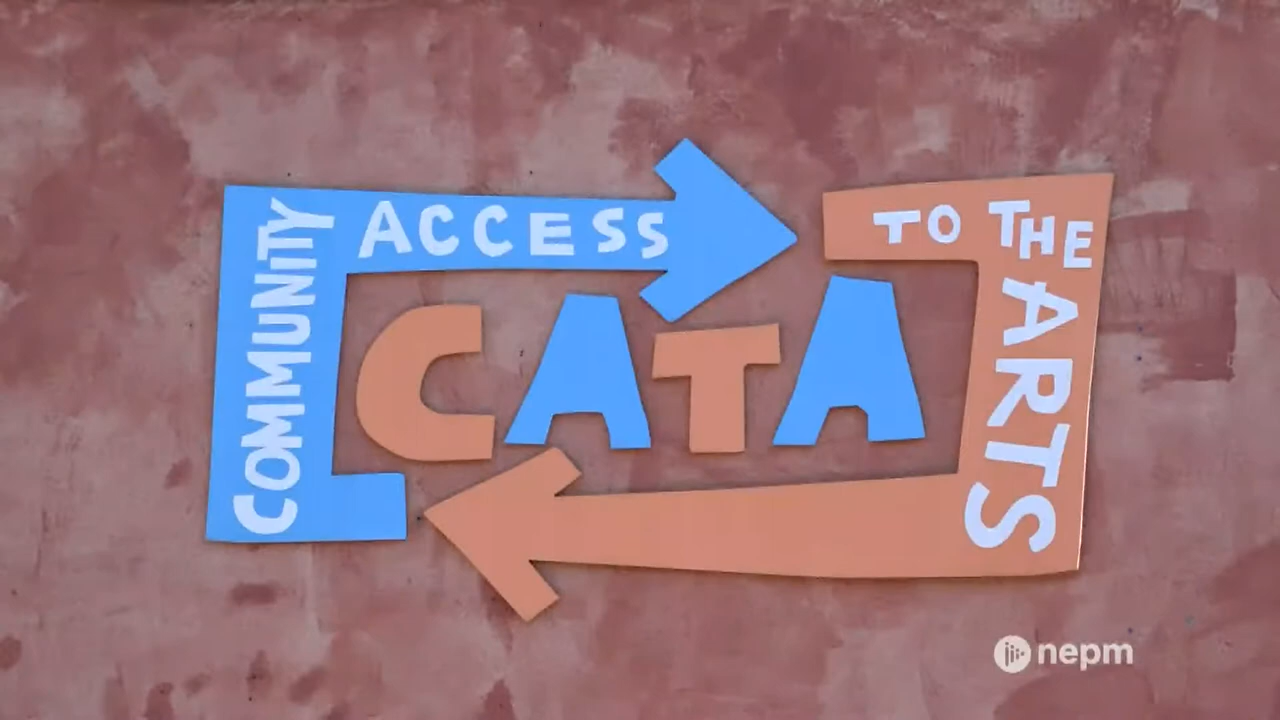 COMMUNITY
ACCESS
TO THE
ARTS
CATA
nepm